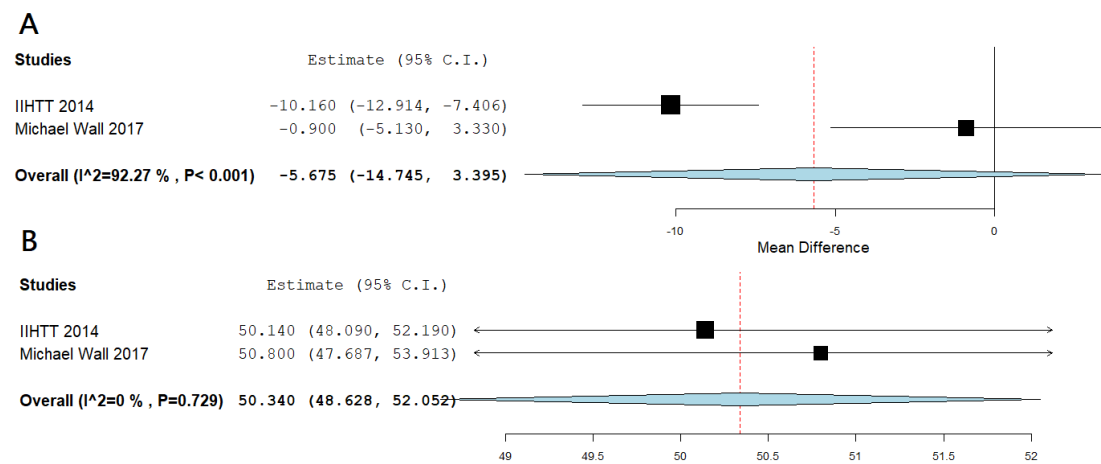 A
Studies Estimate (95% C.I.)
IIHTT 2014 -10.160 (-12.914, -7.406)
Michael Wall 2017 -0.900 (-5.130, 3.330)
Overall (I^2=92.27 % , P< 0.001) -5.675 (-14.745, 3.395)
-10 -5 0
Mean Difference
B
Studies Estimate (95% C.I.)
IIHTT 2014 50.140 (48.090, 52.190)
Michael Wall 2017 50.800 (47.687, 53.913)
Overall (I^2=0 % , P=0.729) 50.340 (48.628, 52.052)
49 49.5 50 50.5 51 51.5 52